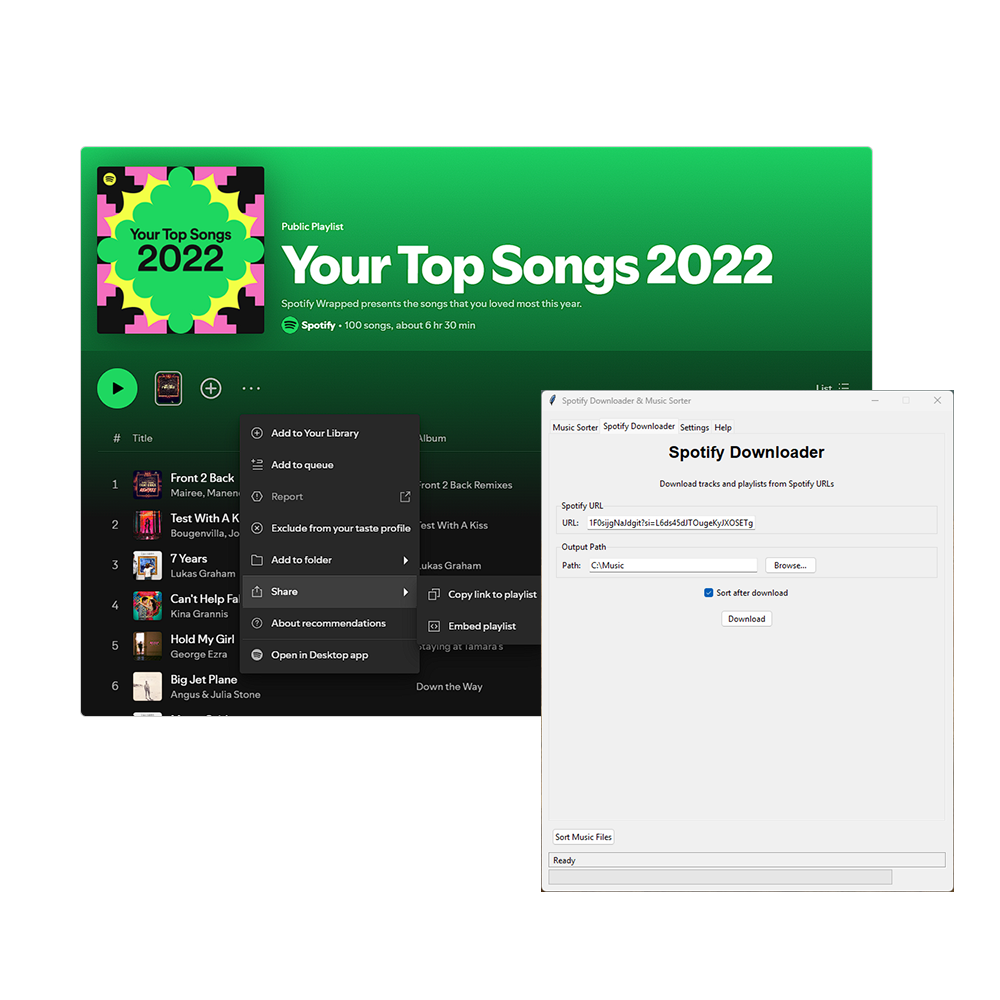 Your Top Songs
2022
Public Playlist
Your Top Songs 2022
Spotify Wrapped presents the songs that you loved most this year.
Spotify • 100 songs, about 6 hr 30 min
List
# Title Album
1 Front 2 Back
Mairee, Manen
Front 2 Back Remixes
2 Test With A K
Bougenvilla, Jo
Test With A Kiss
3 7 Years
Lukas Graham
Lukas Graham
4 Can't Help Fal
Kina Grannis
5 Hold My Girl
George Ezra
Staying at Tamara's
6 Big Jet Plane
Angus & Julia Stone
Down the Way
Add to Your Library
Add to queue
Report
Exclude from your taste profile
Add to folder
Share
About recommendations
Open in Desktop app
Copy link to playlist
Embed playlist
Spotify Downloader & Music Sorter
Music Sorter Spotify Downloader Settings Help
Spotify Downloader
Download tracks and playlists from Spotify URLs
Spotify URL
URL: 1F0sijgNaJdgit?si=L6ds45dJTOugeKyJXOSETg
Output Path
Path: C:\Music Browse...
Sort after download
Download
Sort Music Files
Ready